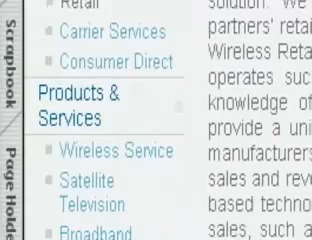 Scrapbook
Page Holde
Retail
Carrier Services
Consumer Direct
Products &
Services
Wireless Service
Satellite
Television
Broadband
solution. We
partners' retai
Wireless Reta
operates suc
knowledge of
provide a uni
manufacturers
sales and reve
based techno
sales, such a